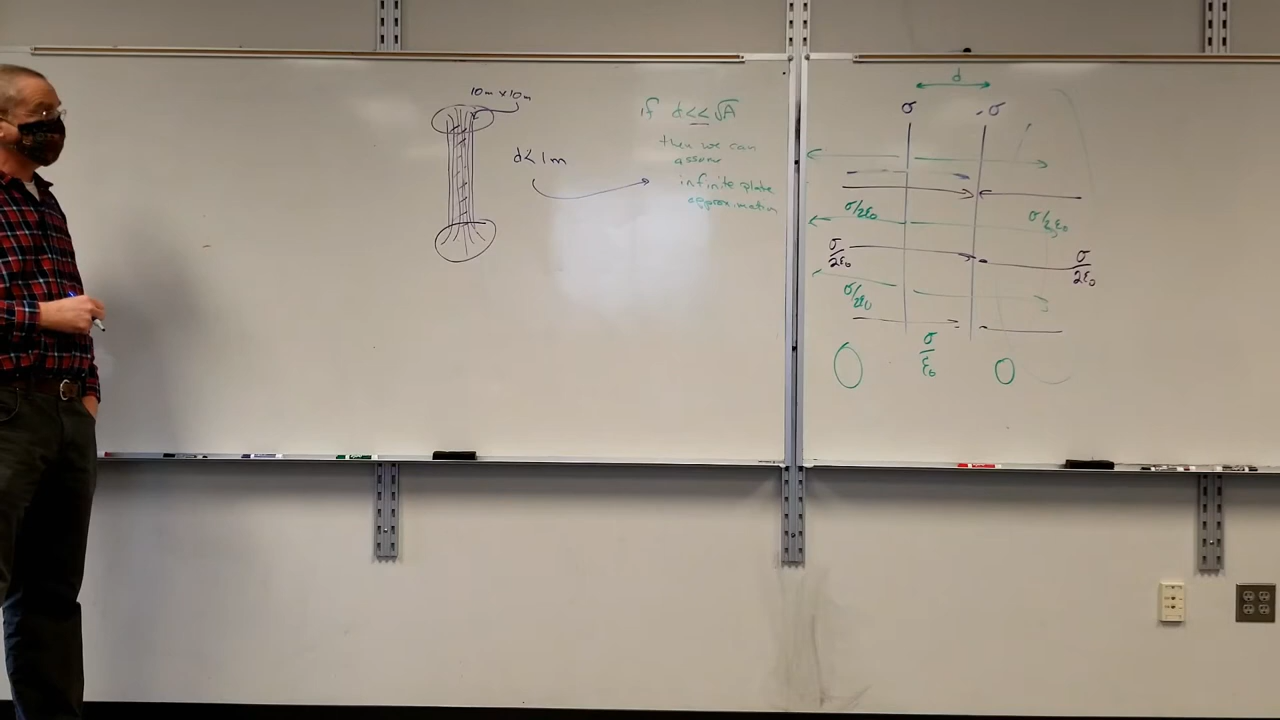 10m x 10m
d < 1m
if d << √A
then we can
assume
infinite plate
approximation
d
σ
-σ
σ/2ε₀
σ/2ε₀
σ/2ε₀
σ/2ε₀
σ/2ε₀
0
σ/ε₀
0